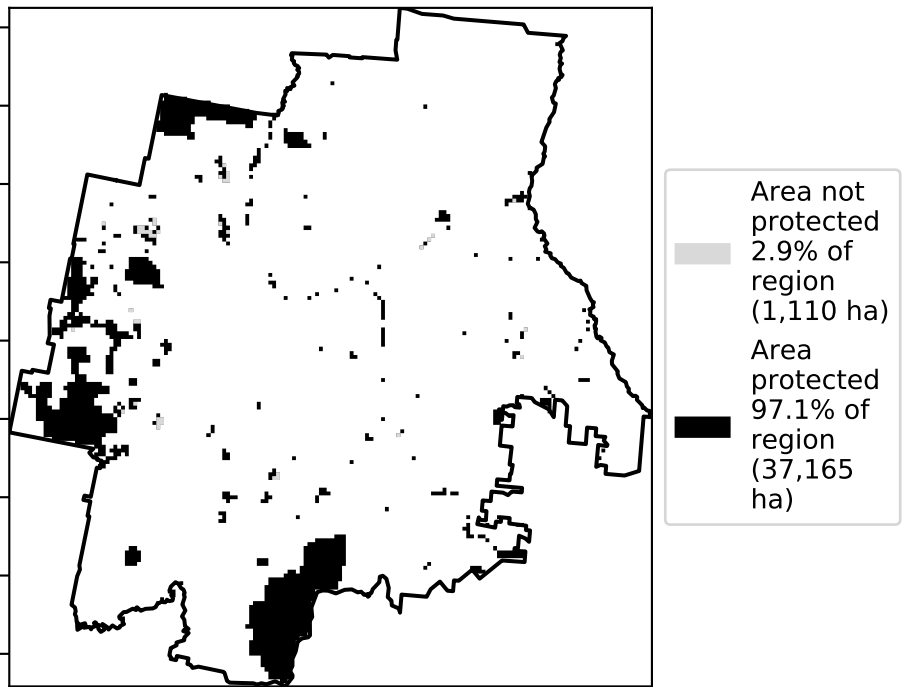 Area not
protected
2.9% of
region
(1,110 ha)
Area
protected
97.1% of
region
(37,165
ha)